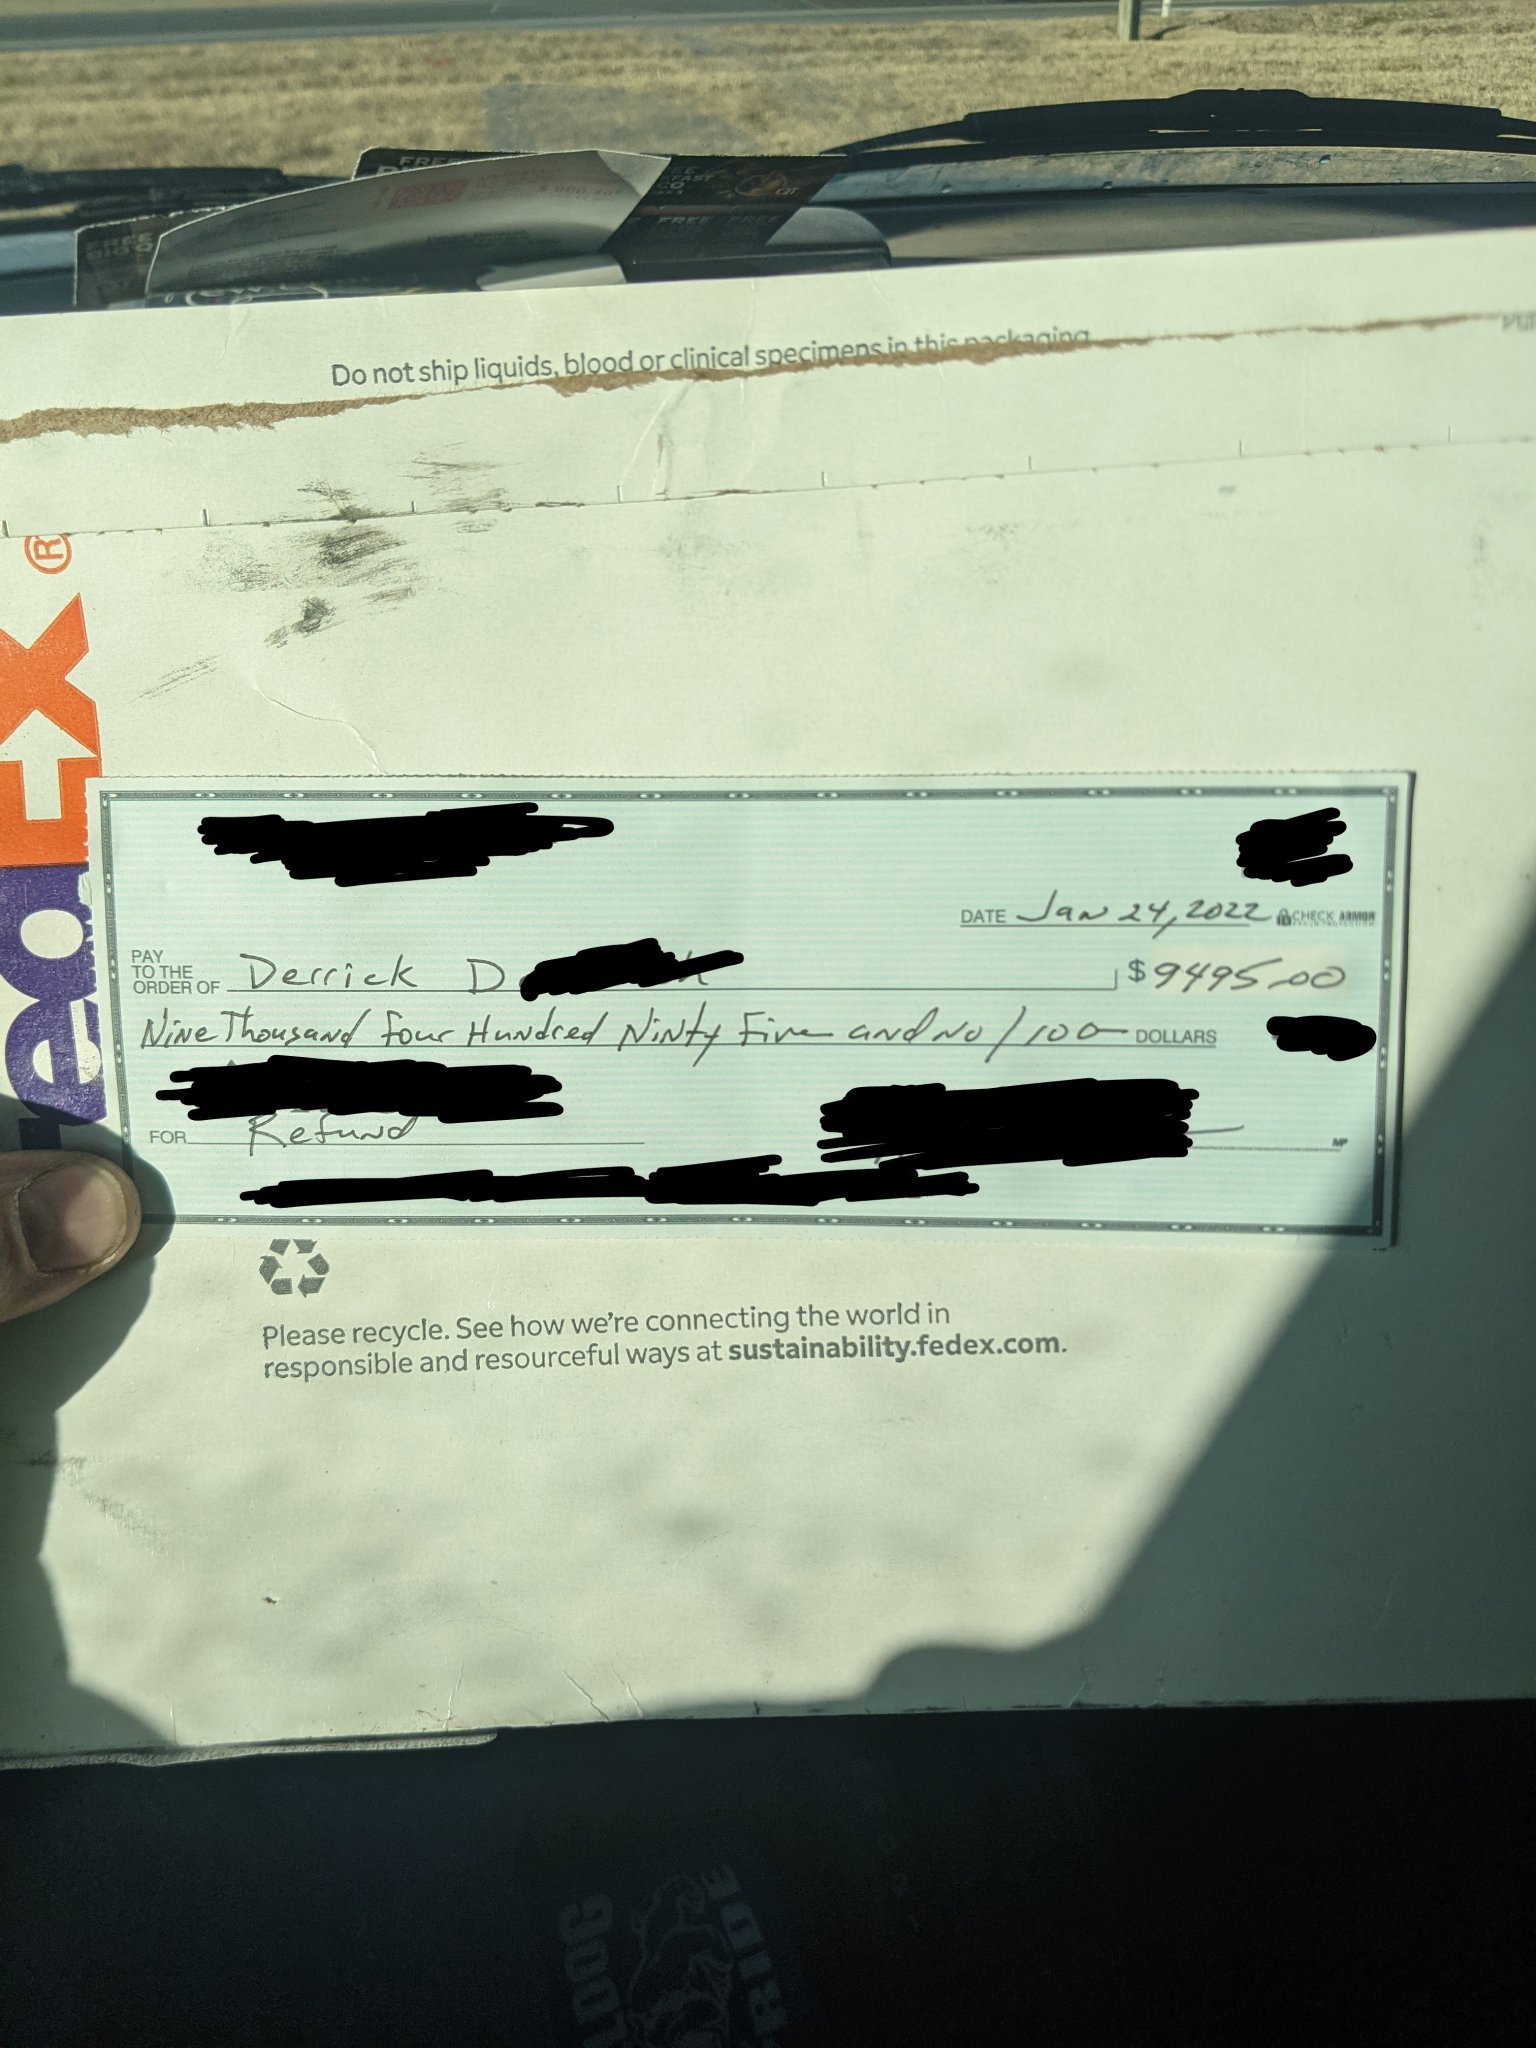 FREE
FREE FREE
Do not ship liquids, blood or clinical specimens in this packaging
FedEx®
DATE Jan 24, 2022 CHECK ARMOR
PAY TO THE ORDER OF Derrick D $9495.00
Nine Thousand Four Hundred Ninty Five and no/100 DOLLARS
FOR Refund
MP
Please recycle. See how we're connecting the world in
responsible and resourceful ways at sustainability.fedex.com.